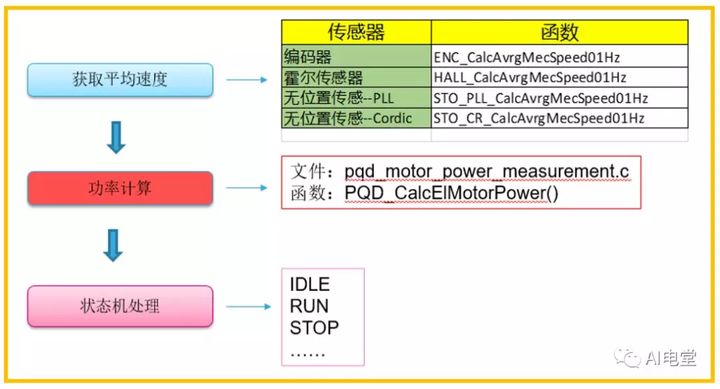 传感器 函数
获取平均速度
编码器 ENC_CalcAvrgMecSpeed01Hz
霍尔传感器 HALL_CalcAvrgMecSpeed01Hz
无位置传感--PLL STO_PLL_CalcAvrgMecSpeed01Hz
无位置传感--Cordic STO_CR_CalcAvrgMecSpeed01Hz
功率计算
文件：pqd_motor_power_measurement.c
函数：PQD_CalcElMotorPower()
状态机处理
IDLE
RUN
STOP
……
AI电堂